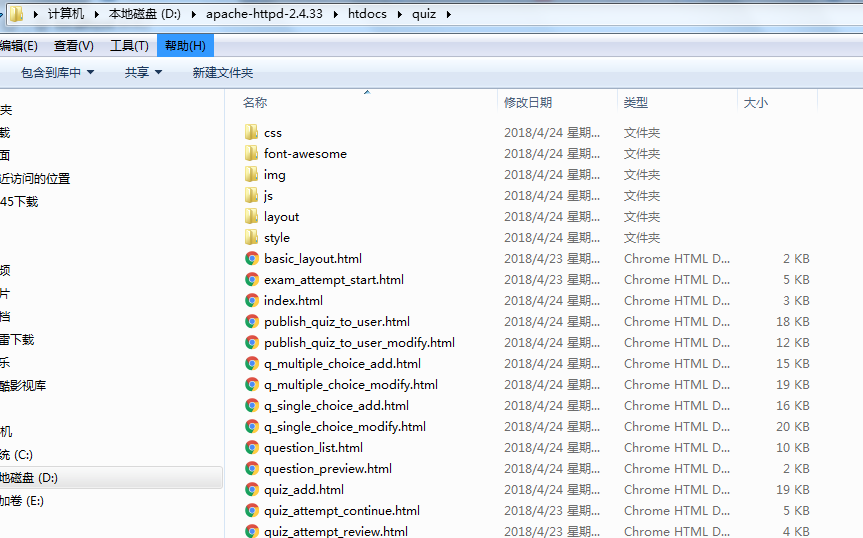 计算机 本地磁盘 (D:) apache-httpd-2.4.33 htdocs quiz
编辑(E) 查看(V) 工具(T) 帮助(H)
包含到库中 共享 新建文件夹
名称 修改日期 类型 大小
夹
载
面
近访问的位置
45下载
频
片
档
雷下载
乐
酷影视库
机
统 (C:)
地磁盘 (D:)
加卷 (E:)
css 2018/4/24 星期... 文件夹
font-awesome 2018/4/24 星期... 文件夹
img 2018/4/24 星期... 文件夹
js 2018/4/24 星期... 文件夹
layout 2018/4/24 星期... 文件夹
style 2018/4/24 星期... 文件夹
basic_layout.html 2018/4/23 星期... Chrome HTML D... 2 KB
exam_attempt_start.html 2018/4/23 星期... Chrome HTML D... 5 KB
index.html 2018/4/24 星期... Chrome HTML D... 3 KB
publish_quiz_to_user.html 2018/4/24 星期... Chrome HTML D... 18 KB
publish_quiz_to_user_modify.html 2018/4/24 星期... Chrome HTML D... 12 KB
q_multiple_choice_add.html 2018/4/24 星期... Chrome HTML D... 15 KB
q_multiple_choice_modify.html 2018/4/24 星期... Chrome HTML D... 19 KB
q_single_choice_add.html 2018/4/24 星期... Chrome HTML D... 16 KB
q_single_choice_modify.html 2018/4/24 星期... Chrome HTML D... 20 KB
question_list.html 2018/4/24 星期... Chrome HTML D... 10 KB
question_preview.html 2018/4/24 星期... Chrome HTML D... 2 KB
quiz_add.html 2018/4/24 星期... Chrome HTML D... 19 KB
quiz_attempt_continue.html 2018/4/23 星期... Chrome HTML D... 5 KB
quiz_attempt_review.html 2018/4/23 星期... Chrome HTML D... 4 KB